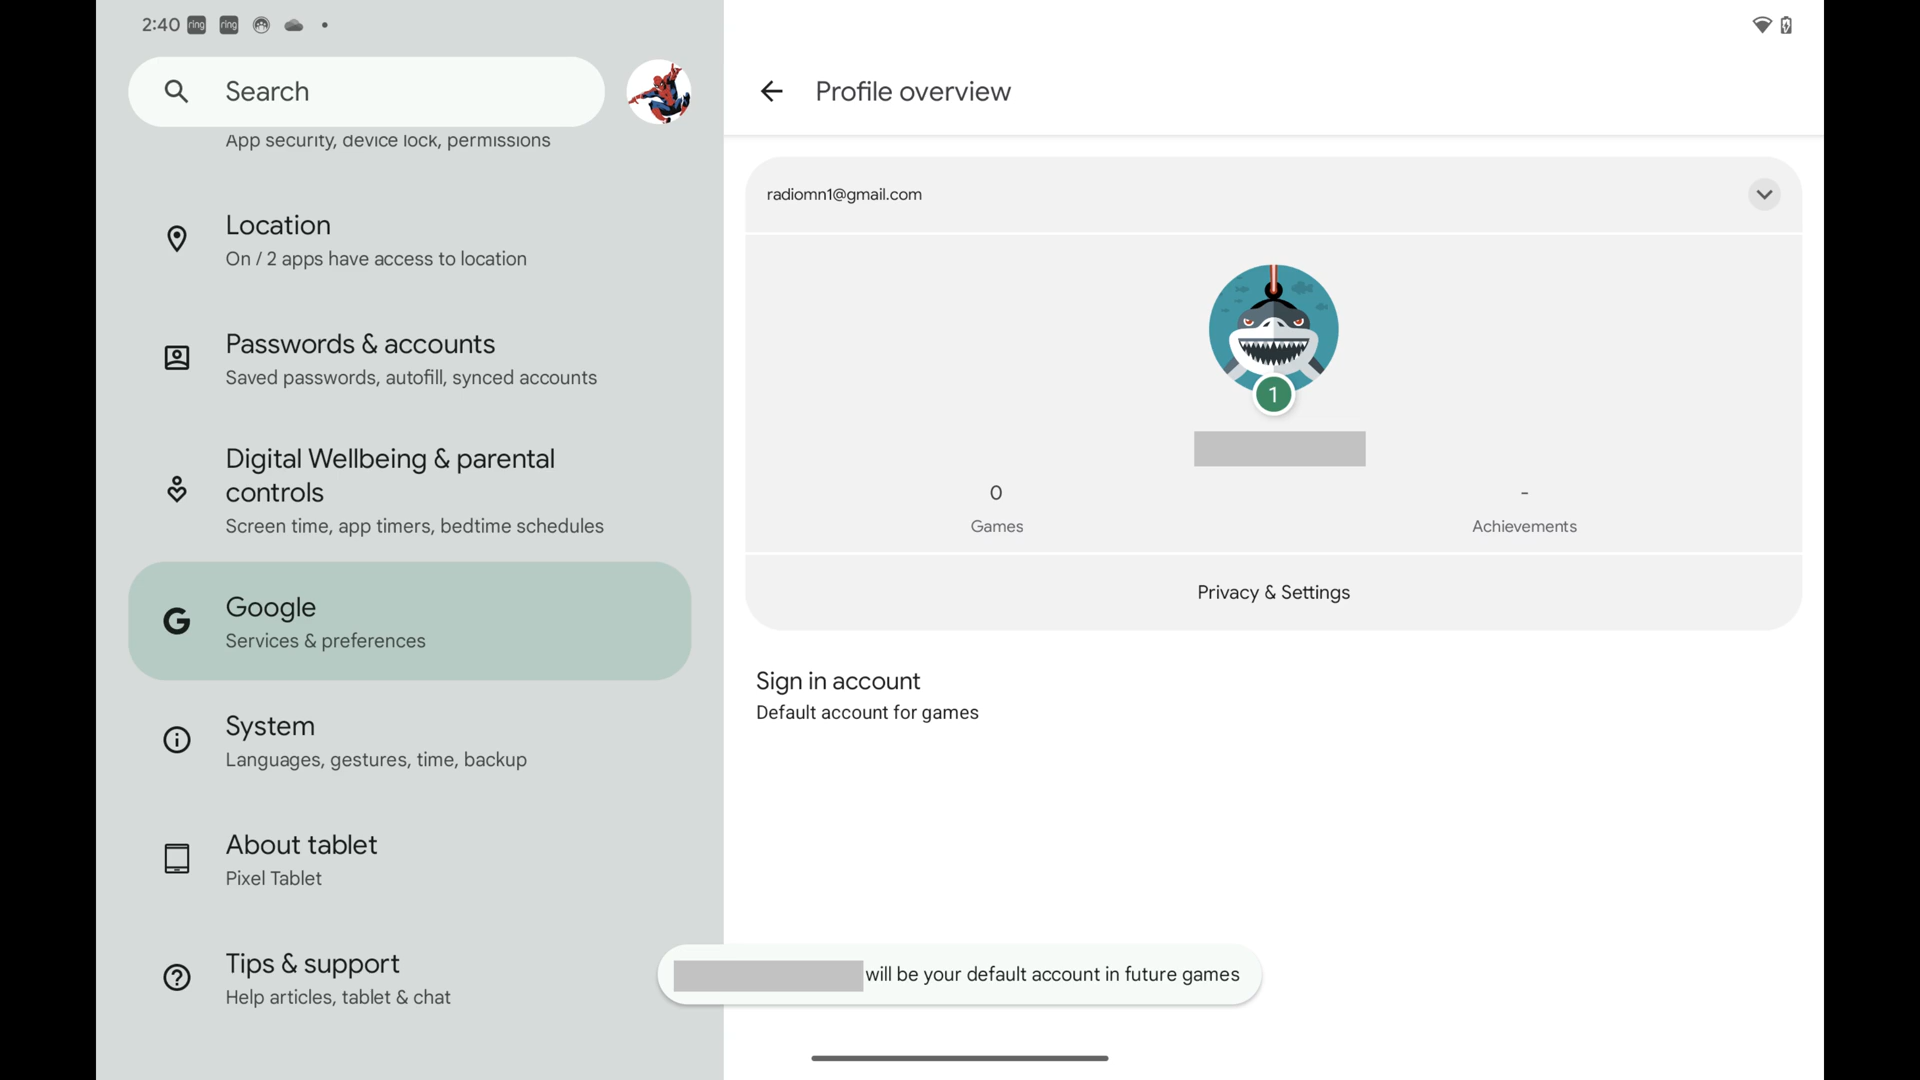 2:40 ring ring
Search
App security, device lock, permissions
Location
On / 2 apps have access to location
Passwords & accounts
Saved passwords, autofill, synced accounts
Digital Wellbeing & parental
controls
Screen time, app timers, bedtime schedules
G
Google
Services & preferences
System
Languages, gestures, time, backup
About tablet
Pixel Tablet
Tips & support
Help articles, tablet & chat
Profile overview
radiomn1@gmail.com
1
0
Games
-
Achievements
Privacy & Settings
Sign in account
Default account for games
will be your default account in future games